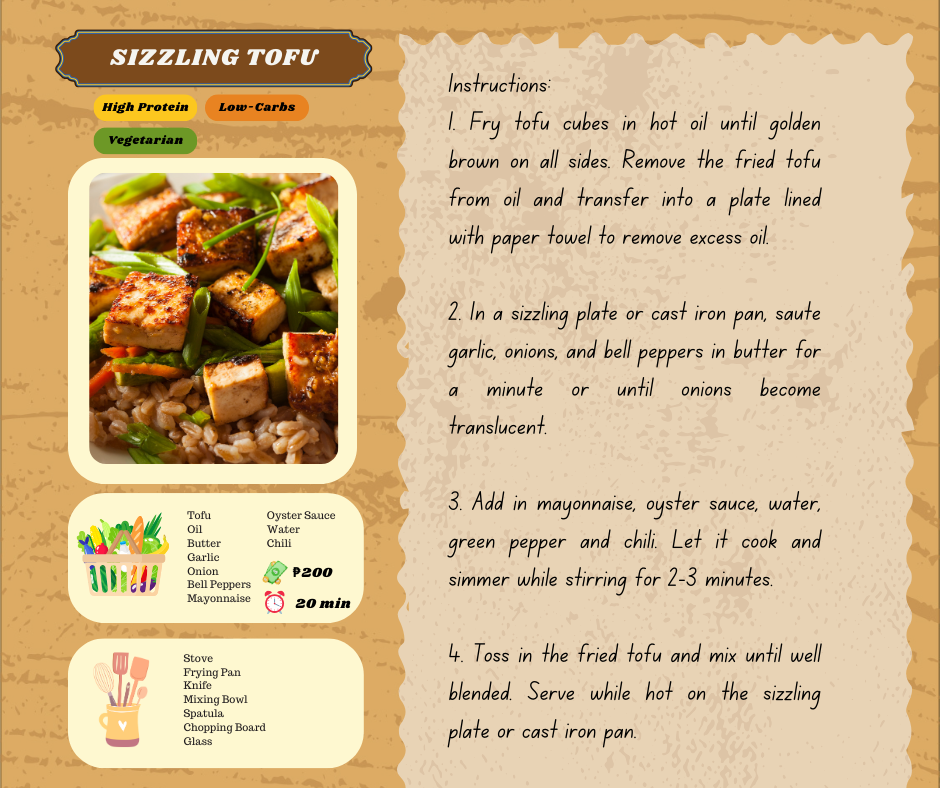 SIZZLING TOFU
High Protein
Low-Carbs
Vegetarian
Tofu
Oil
Butter
Garlic
Onion
Bell Peppers
Mayonnaise
Oyster Sauce
Water
Chili
₱200
20 min
Stove
Frying Pan
Knife
Mixing Bowl
Spatula
Chopping Board
Glass
Instructions:
1. Fry tofu cubes in hot oil until golden
brown on all sides. Remove the fried tofu
from oil and transfer into a plate lined
with paper towel to remove excess oil.
2. In a sizzling plate or cast iron pan, saute
garlic, onions, and bell peppers in butter for
a minute or until onions become
translucent.
3. Add in mayonnaise, oyster sauce, water,
green pepper and chili. Let it cook and
simmer while stirring for 2-3 minutes.
4. Toss in the fried tofu and mix until well
blended. Serve while hot on the sizzling
plate or cast iron pan.